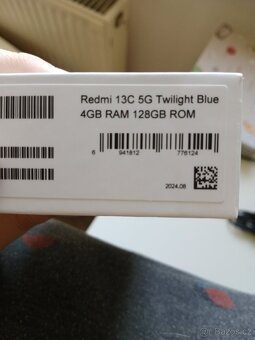 Redmi 13C 5G Twilight Blue
4GB RAM 128GB ROM
6 941812 776124
2024.08